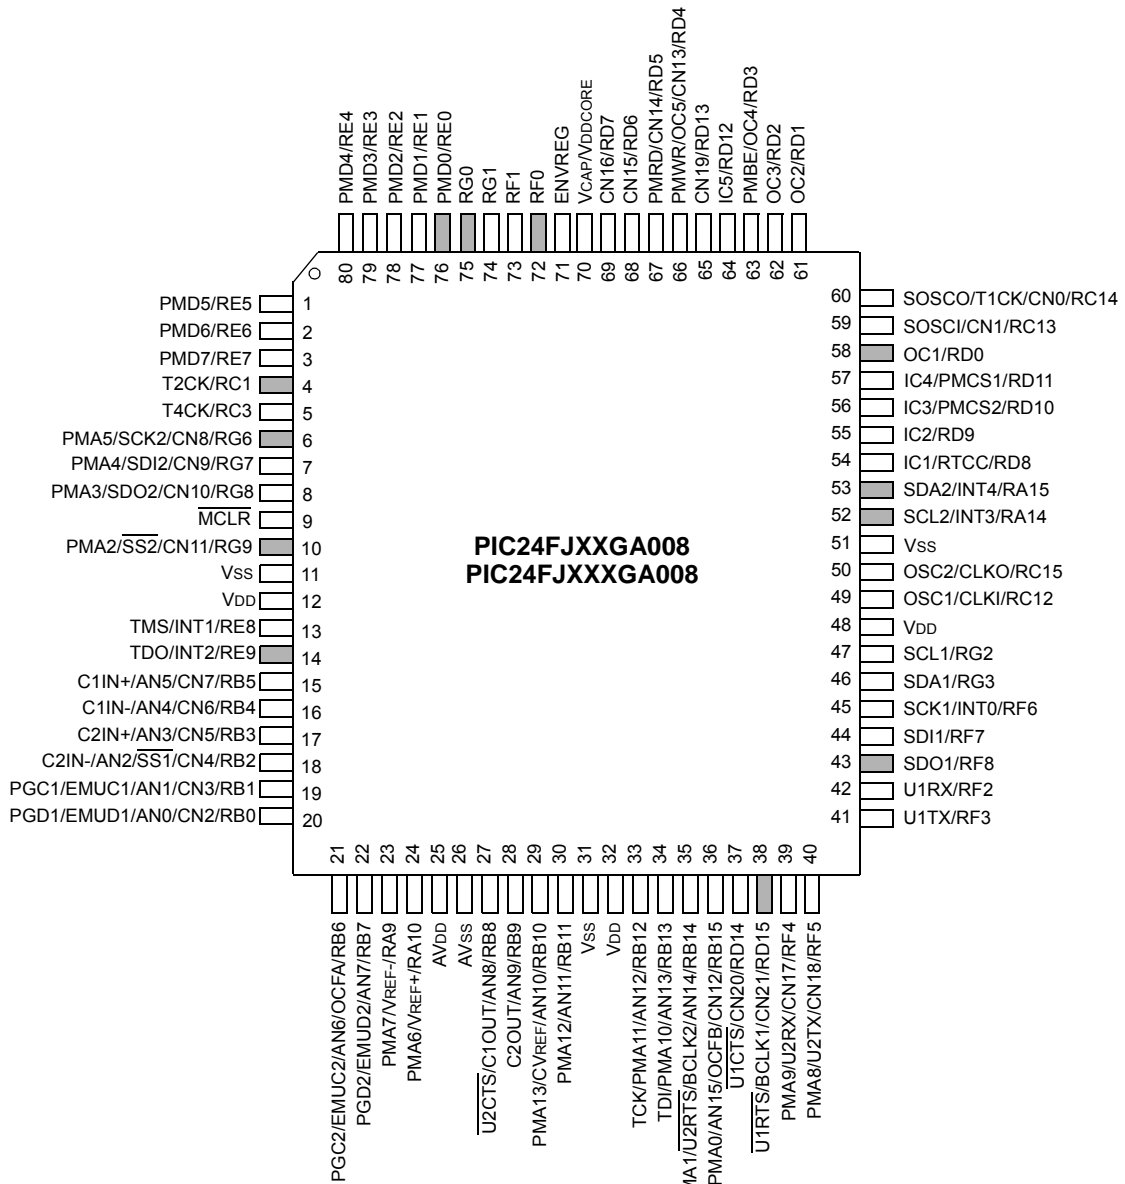 PMD4/RE4
PMD3/RE3
PMD2/RE2
PMD1/RE1
PMD0/RE0
RG0
RG1
RF1
RF0
ENVREG
VCAP/VDDCORE
CN16/RD7
CN15/RD6
PMRD/CN14/RD5
PMWR/OC5/CN13/RD4
CN19/RD13
IC5/RD12
PMBE/OC4/RD3
OC3/RD2
OC2/RD1
80
79
78
77
76
75
74
73
72
71
70
69
68
67
66
65
64
63
62
61
PMD5/RE5 1
PMD6/RE6 2
PMD7/RE7 3
T2CK/RC1 4
T4CK/RC3 5
PMA5/SCK2/CN8/RG6 6
PMA4/SDI2/CN9/RG7 7
PMA3/SDO2/CN10/RG8 8
MCLR 9
PMA2/SS2/CN11/RG9 10
VSS 11
VDD 12
TMS/INT1/RE8 13
TDO/INT2/RE9 14
C1IN+/AN5/CN7/RB5 15
C1IN-/AN4/CN6/RB4 16
C2IN+/AN3/CN5/RB3 17
C2IN-/AN2/SS1/CN4/RB2 18
PGC1/EMUC1/AN1/CN3/RB1 19
PGD1/EMUD1/AN0/CN2/RB0 20
PIC24FJXXGA008
PIC24FJXXXGA008
60 SOSCO/T1CK/CN0/RC14
59 SOSCI/CN1/RC13
58 OC1/RD0
57 IC4/PMCS1/RD11
56 IC3/PMCS2/RD10
55 IC2/RD9
54 IC1/RTCC/RD8
53 SDA2/INT4/RA15
52 SCL2/INT3/RA14
51 VSS
50 OSC2/CLKO/RC15
49 OSC1/CLKI/RC12
48 VDD
47 SCL1/RG2
46 SDA1/RG3
45 SCK1/INT0/RF6
44 SDI1/RF7
43 SDO1/RF8
42 U1RX/RF2
41 U1TX/RF3
21
22
23
24
25
26
27
28
29
30
31
32
33
34
35
36
37
38
39
40
PGC2/EMUC2/AN6/OCFA/RB6
PGD2/EMUD2/AN7/RB7
PMA7/VREF-/RA9
PMA6/VREF+/RA10
AVDD
AVSS
U2CTS/C1OUT/AN8/RB8
C2OUT/AN9/RB9
PMA13/CVREF/AN10/RB10
PMA12/AN11/RB11
VSS
VDD
TCK/PMA11/AN12/RB12
TDI/PMA10/AN13/RB13
MA1/U2RTS/BCLK2/AN14/RB14
PMA0/AN15/OCFB/CN12/RB15
U1CTS/CN20/RD14
U1RTS/BCLK1/CN21/RD15
PMA9/U2RX/CN17/RF4
PMA8/U2TX/CN18/RF5